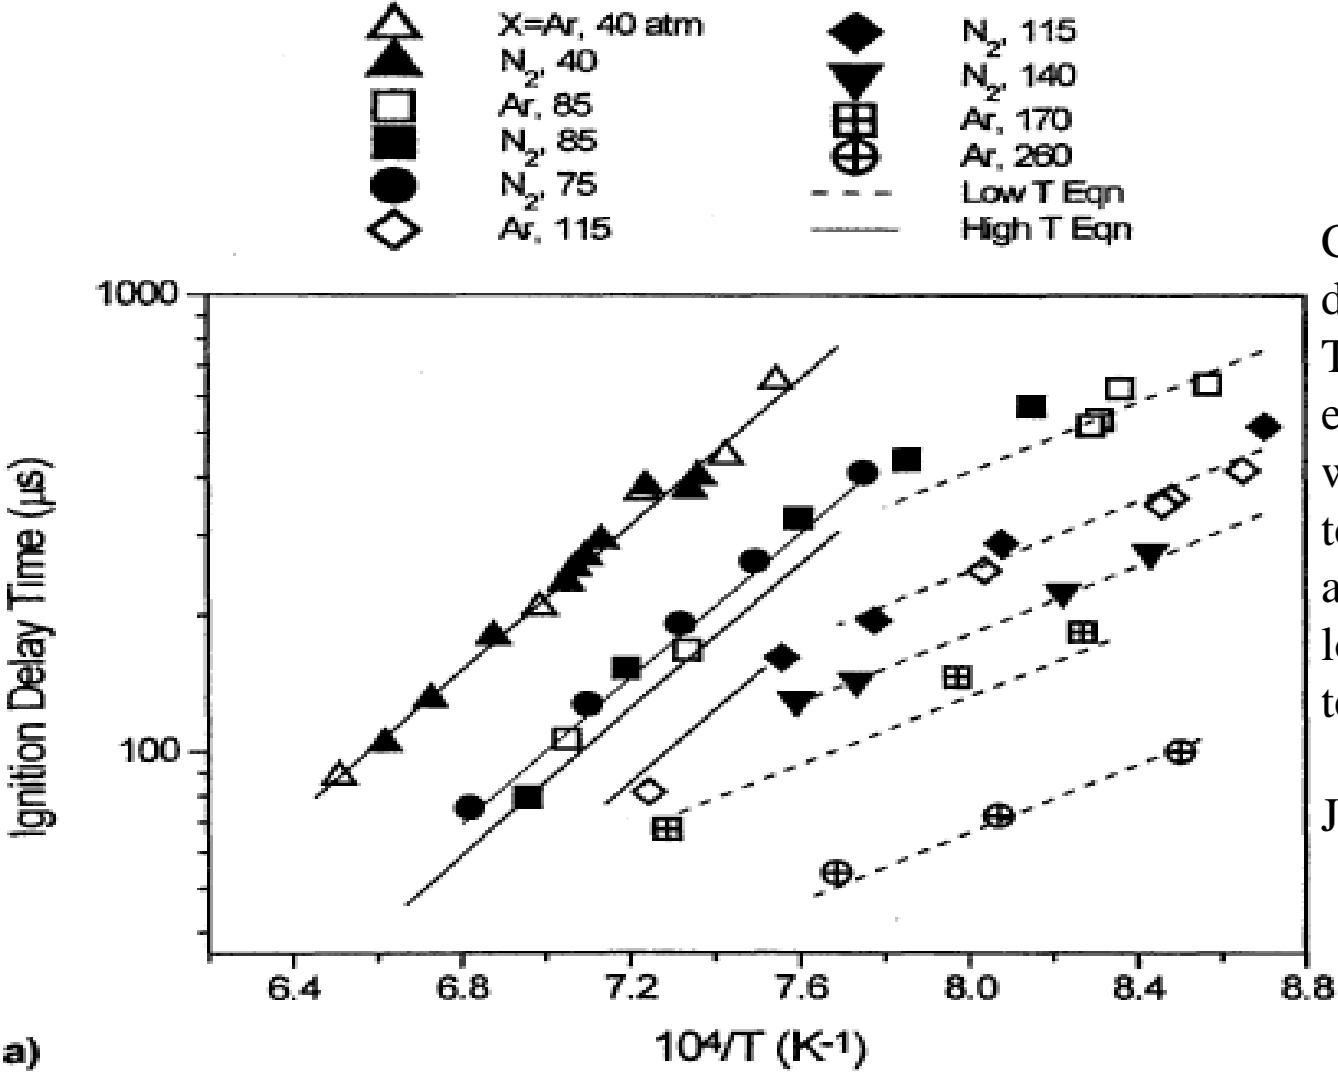 X=Ar, 40 atm
N2, 40
Ar, 85
N2, 85
N2, 75
Ar, 115
N2, 115
N2, 140
Ar, 170
Ar, 260
Low T Eqn
High T Eqn
1000
100
Ignition Delay Time (µs)
6.4 6.8 7.2 7.6 8.0 8.4 8.8
10⁴/T (K-1)
a)